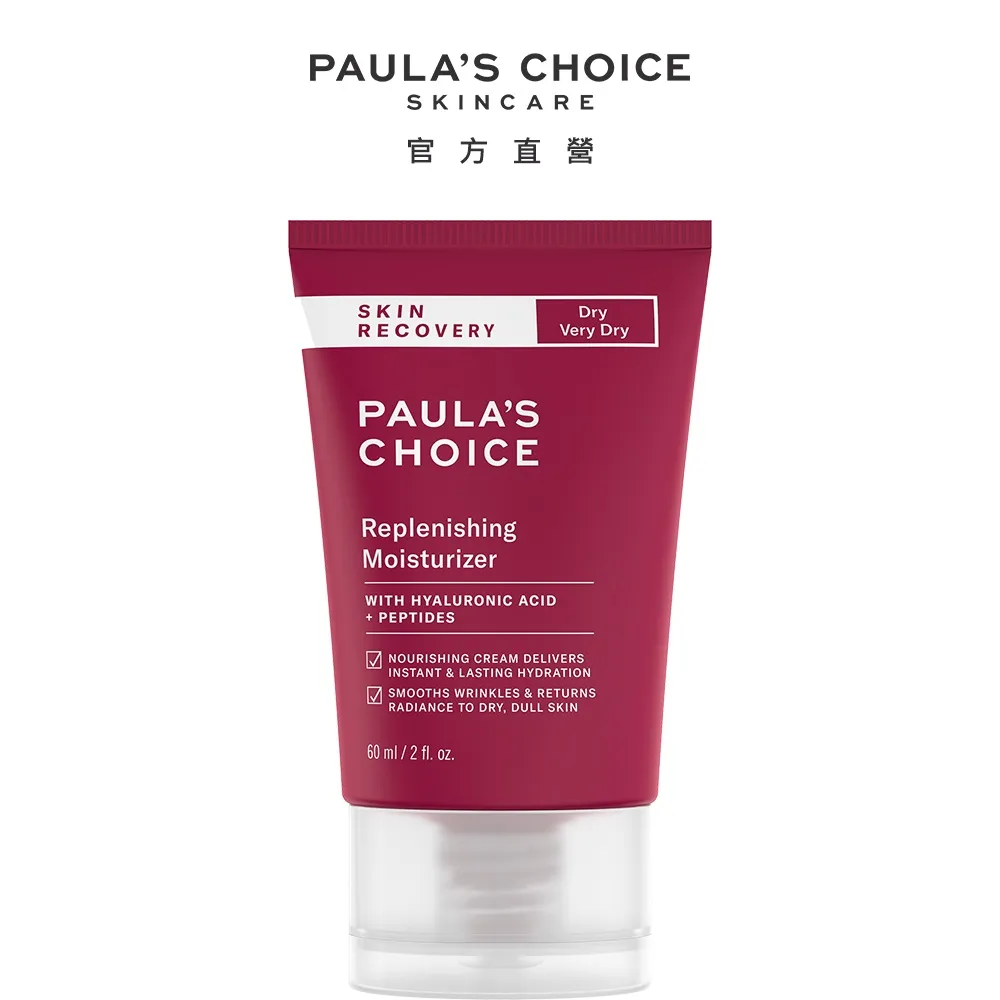 PAULA'S CHOICE
SKINCARE
官方直營
SKIN
RECOVERY
Dry
Very Dry
PAULA'S
CHOICE
Replenishing
Moisturizer
WITH HYALURONIC ACID
+ PEPTIDES
NOURISHING CREAM DELIVERS
INSTANT & LASTING HYDRATION
SMOOTHS WRINKLES & RETURNS
RADIANCE TO DRY, DULL SKIN
60 ml / 2 fl. oz.